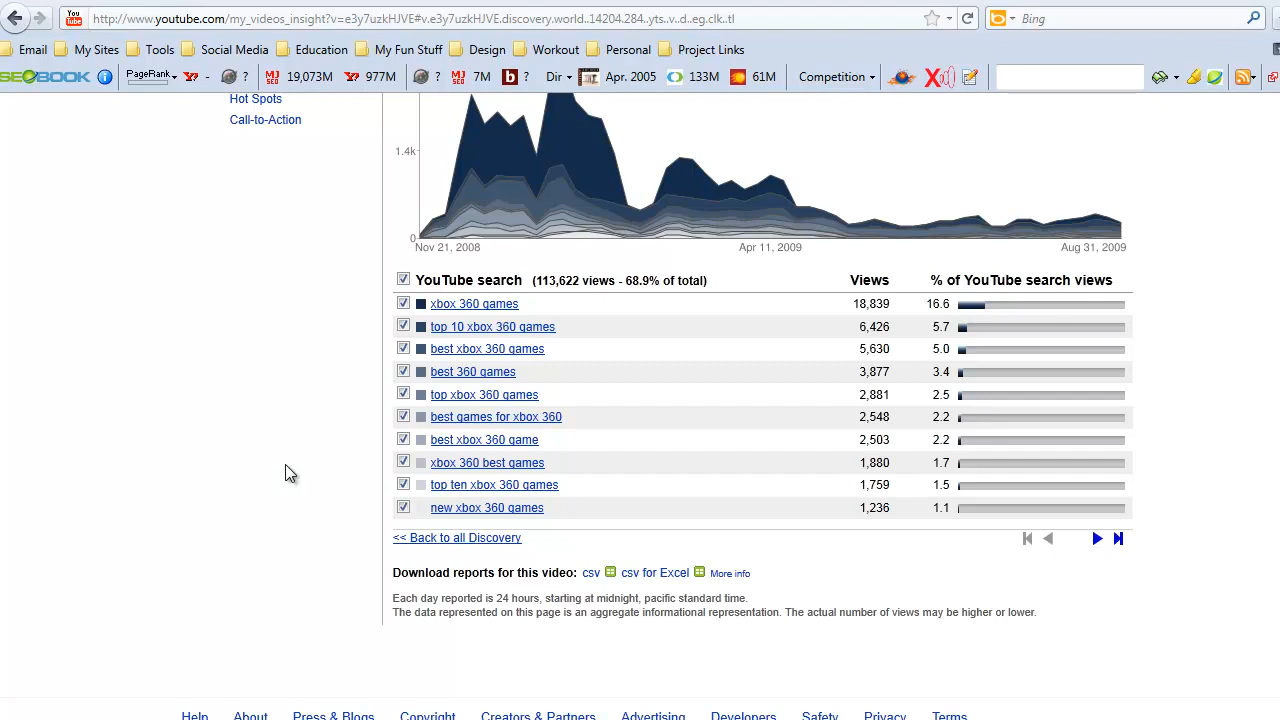 You Tube http://www.youtube.com/my_videos_insight?v=e3y7uzkHJVE#v.e3y7uzkHJVE.discovery.world..14204.284..yts..v..d..eg.clk..tl Bing
Email My Sites Tools Social Media Education My Fun Stuff Design Workout Personal Project Links
SEOBOOK PageRank - ? MJ SEO 19,073M 977M ? MJ SEO 7M b ? Dir Apr. 2005 133M 61M Competition
Hot Spots
Call-to-Action
1.4k
0
Nov 21, 2008 Apr 11, 2009 Aug 31, 2009
YouTube search (113,622 views - 68.9% of total) Views % of YouTube search views
xbox 360 games 18,839 16.6
top 10 xbox 360 games 6,426 5.7
best xbox 360 games 5,630 5.0
best 360 games 3,877 3.4
top xbox 360 games 2,881 2.5
best games for xbox 360 2,548 2.2
best xbox 360 game 2,503 2.2
xbox 360 best games 1,880 1.7
top ten xbox 360 games 1,759 1.5
new xbox 360 games 1,236 1.1
<< Back to all Discovery
Download reports for this video: csv csv for Excel More info
Each day reported is 24 hours, starting at midnight, pacific standard time.
The data represented on this page is an aggregate informational representation. The actual number of views may be higher or lower.
Help About Press & Blogs Copyright Creators & Partners Advertising Developers Safety Privacy Terms